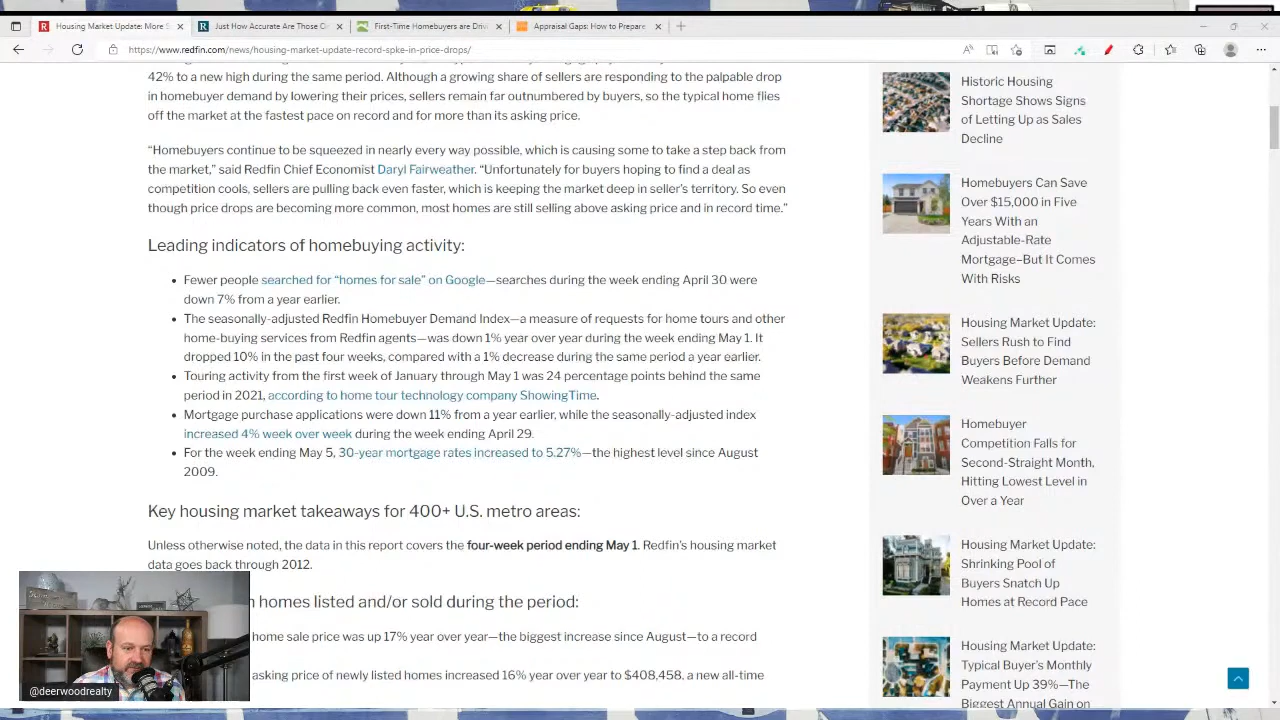 Housing Market Update: More S
Just How Accurate Are Those O
First-Time Homebuyers are Driv
Appraisal Gaps: How to Prepare
https://www.redfin.com/news/housing-market-update-record-spke-in-price-drops/
42% to a new high during the same period. Although a growing share of sellers are responding to the palpable drop
in homebuyer demand by lowering their prices, sellers remain far outnumbered by buyers, so the typical home flies
off the market at the fastest pace on record and for more than its asking price.
“Homebuyers continue to be squeezed in nearly every way possible, which is causing some to take a step back from
the market,” said Redfin Chief Economist Daryl Fairweather. “Unfortunately for buyers hoping to find a deal as
competition cools, sellers are pulling back even faster, which is keeping the market deep in seller’s territory. So even
though price drops are becoming more common, most homes are still selling above asking price and in record time.”
Leading indicators of homebuying activity:
Fewer people searched for “homes for sale” on Google—searches during the week ending April 30 were
down 7% from a year earlier.
The seasonally-adjusted Redfin Homebuyer Demand Index—a measure of requests for home tours and other
home-buying services from Redfin agents—was down 1% year over year during the week ending May 1. It
dropped 10% in the past four weeks, compared with a 1% decrease during the same period a year earlier.
Touring activity from the first week of January through May 1 was 24 percentage points behind the same
period in 2021, according to home tour technology company ShowingTime.
Mortgage purchase applications were down 11% from a year earlier, while the seasonally-adjusted index
increased 4% week over week during the week ending April 29.
For the week ending May 5, 30-year mortgage rates increased to 5.27%—the highest level since August
2009.
Key housing market takeaways for 400+ U.S. metro areas:
Unless otherwise noted, the data in this report covers the four-week period ending May 1. Redfin’s housing market
data goes back through 2012.
homes listed and/or sold during the period:
home sale price was up 17% year over year—the biggest increase since August—to a record
asking price of newly listed homes increased 16% year over year to $408,458, a new all-time
@deerwoodrealty
Historic Housing
Shortage Shows Signs
of Letting Up as Sales
Decline
Homebuyers Can Save
Over $15,000 in Five
Years With an
Adjustable-Rate
Mortgage–But It Comes
With Risks
Housing Market Update:
Sellers Rush to Find
Buyers Before Demand
Weakens Further
Homebuyer
Competition Falls for
Second-Straight Month,
Hitting Lowest Level in
Over a Year
Housing Market Update:
Shrinking Pool of
Buyers Snatch Up
Homes at Record Pace
Housing Market Update:
Typical Buyer’s Monthly
Payment Up 39%—The
Biggest Annual Gain on